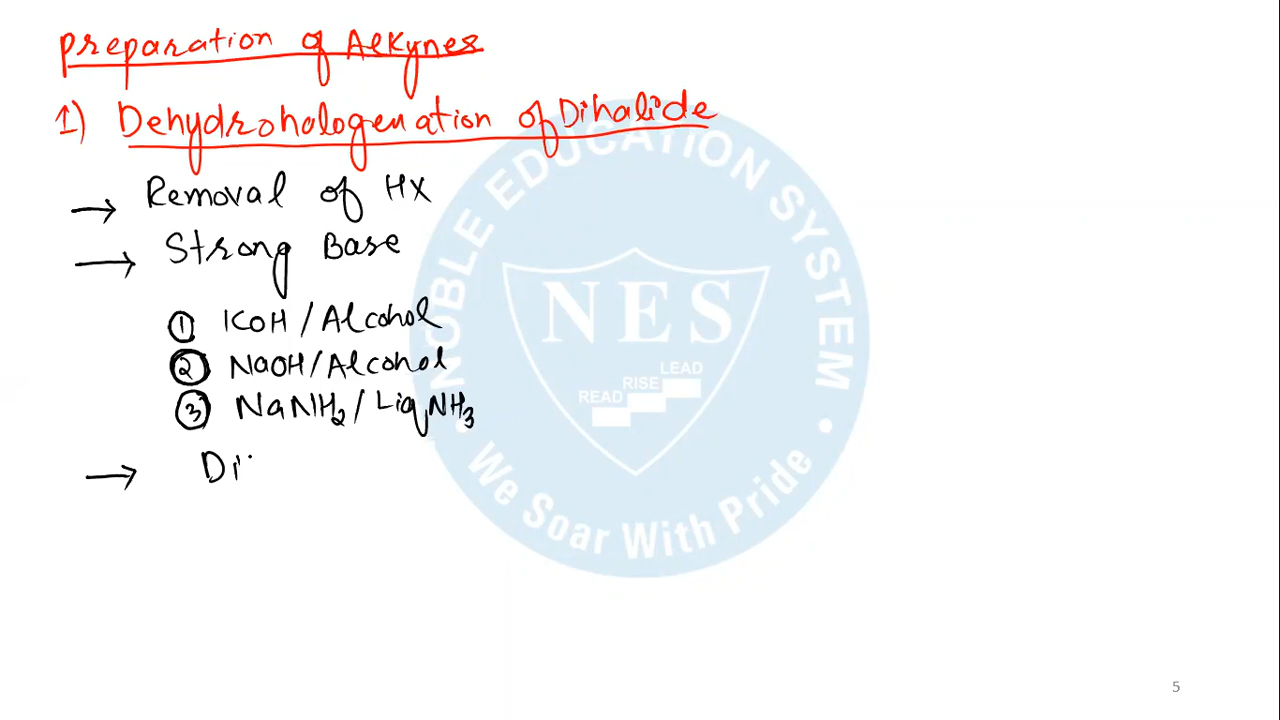 Preparation of Alkynes
1) Dehydrohalogenation of Dihalide
→ Removal of HX
→ Strong Base
① KOH / Alcohol
② NaOH / Alcohol
③ NaNH₂ / Liq NH₃
→ Di
NOBLE EDUCATION SYSTEM
NES
LEAD
RISE
READ
• We Soar With Pride •
5